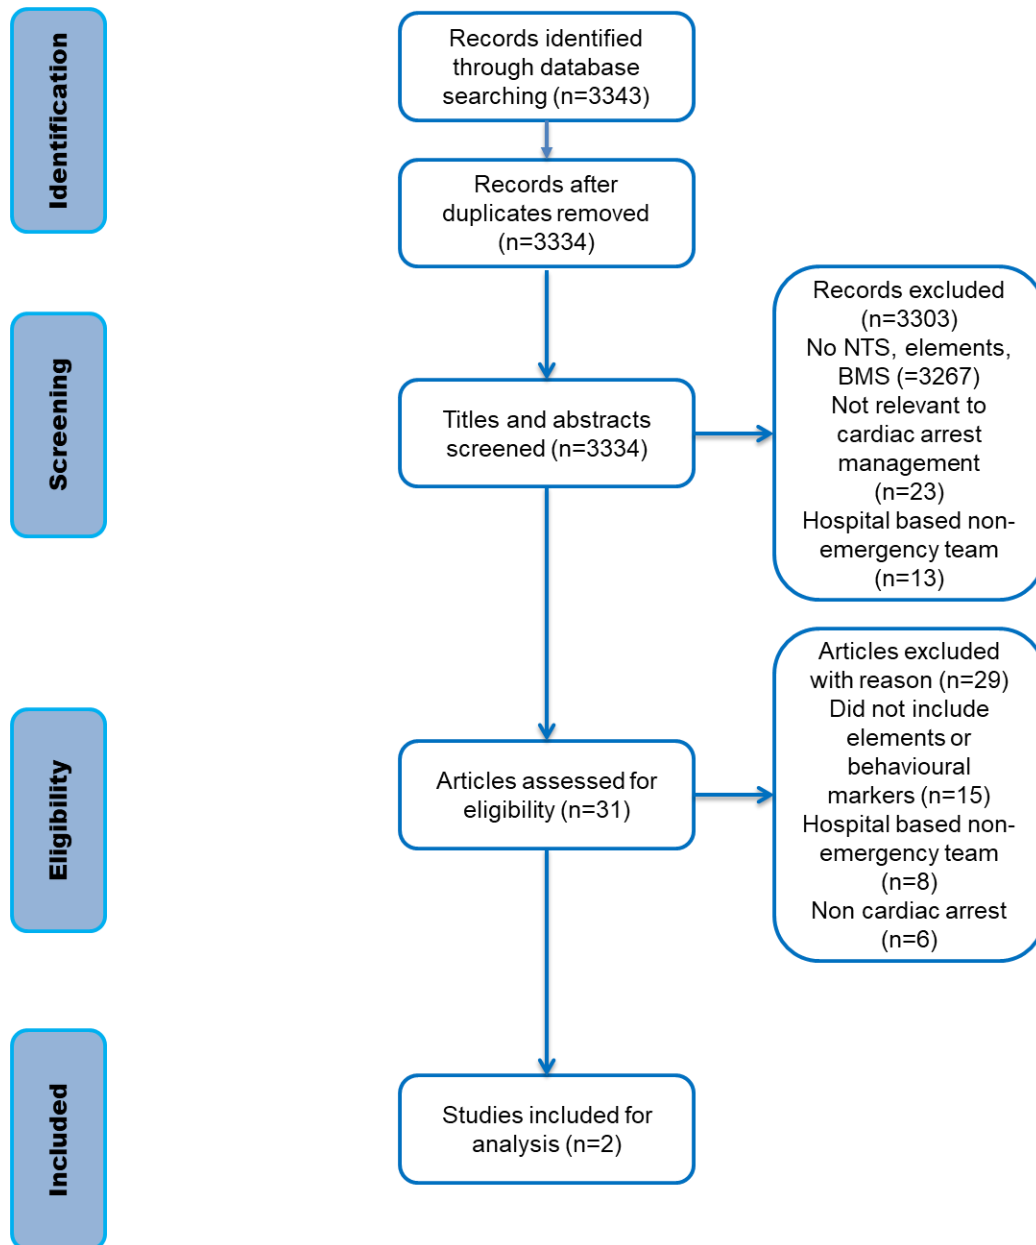 Identification
Records identified
through database
searching (n=3343)
Records after
duplicates removed
(n=3334)
Screening
Titles and abstracts
screened (n=3334)
Records excluded
(n=3303)
No NTS, elements,
BMS (=3267)
Not relevant to
cardiac arrest
management
(n=23)
Hospital based non-
emergency team
(n=13)
Eligibility
Articles assessed for
eligibility (n=31)
Articles excluded
with reason (n=29)
Did not include
elements or
behavioural
markers (n=15)
Hospital based non-
emergency team
(n=8)
Non cardiac arrest
(n=6)
Included
Studies included for
analysis (n=2)